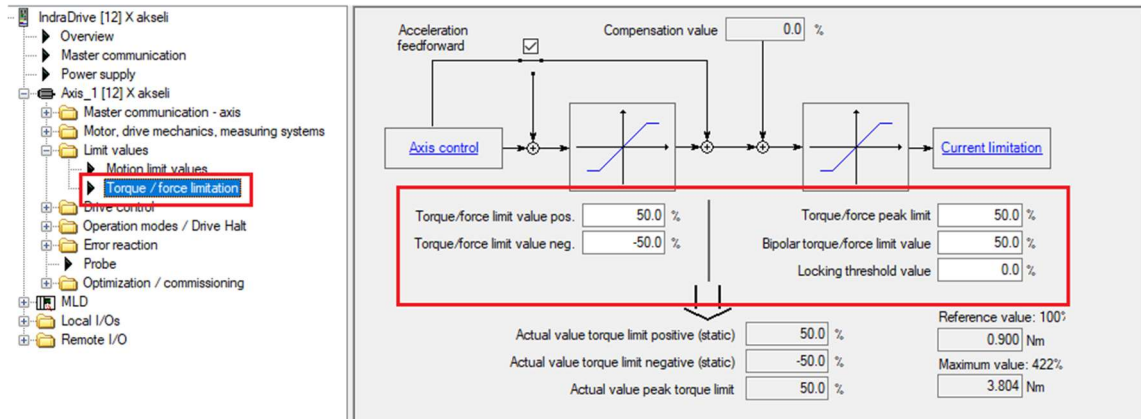 IndraDrive [12] X akseli
Overview
Master communication
Power supply
Axis_1 [12] X akseli
Master communication - axis
Motor, drive mechanics, measuring systems
Limit values
Motion limit values
Torque / force limitation
Drive control
Operation modes / Drive Halt
Error reaction
Probe
Optimization / commissioning
MLD
Local I/Os
Remote I/O
Acceleration
feedforward
Compensation value 0.0 %
Axis control
Current limitation
Torque/force limit value pos. 50.0 %
Torque/force limit value neg. -50.0 %
Torque/force peak limit 50.0 %
Bipolar torque/force limit value 50.0 %
Locking threshold value 0.0 %
Actual value torque limit positive (static) 50.0 %
Actual value torque limit negative (static) -50.0 %
Actual value peak torque limit 50.0 %
Reference value: 100%
0.900 Nm
Maximum value: 422%
3.804 Nm